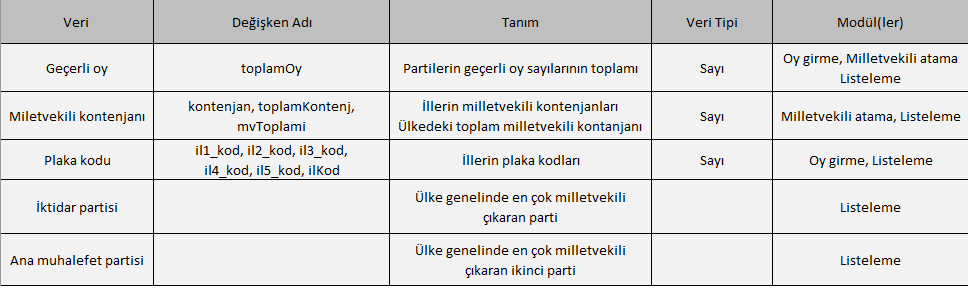 Veri
Değişken Adı
Tanım
Veri Tipi
Modül(ler)
Geçerli oy
toplamOy
Partilerin geçerli oy sayılarının toplamı
Sayı
Oy girme, Milletvekili atama
Listeleme
Miletvekili kontenjanı
kontenjan, toplamKontenj,
mvToplami
İllerin milletvekili kontenjanları
Ülkedeki toplam milletvekili kontanjanı
Sayı
Milletvekili atama, Listeleme
Plaka kodu
il1_kod, il2_kod, il3_kod,
il4_kod, il5_kod, ilKod
İllerin plaka kodları
Sayı
Oy girme, Listeleme
İktidar partisi
Ülke genelinde en çok milletvekili
çıkaran parti
Listeleme
Ana muhalefet partisi
Ülke genelinde en çok milletvekili
çıkaran ikinci parti
Listeleme